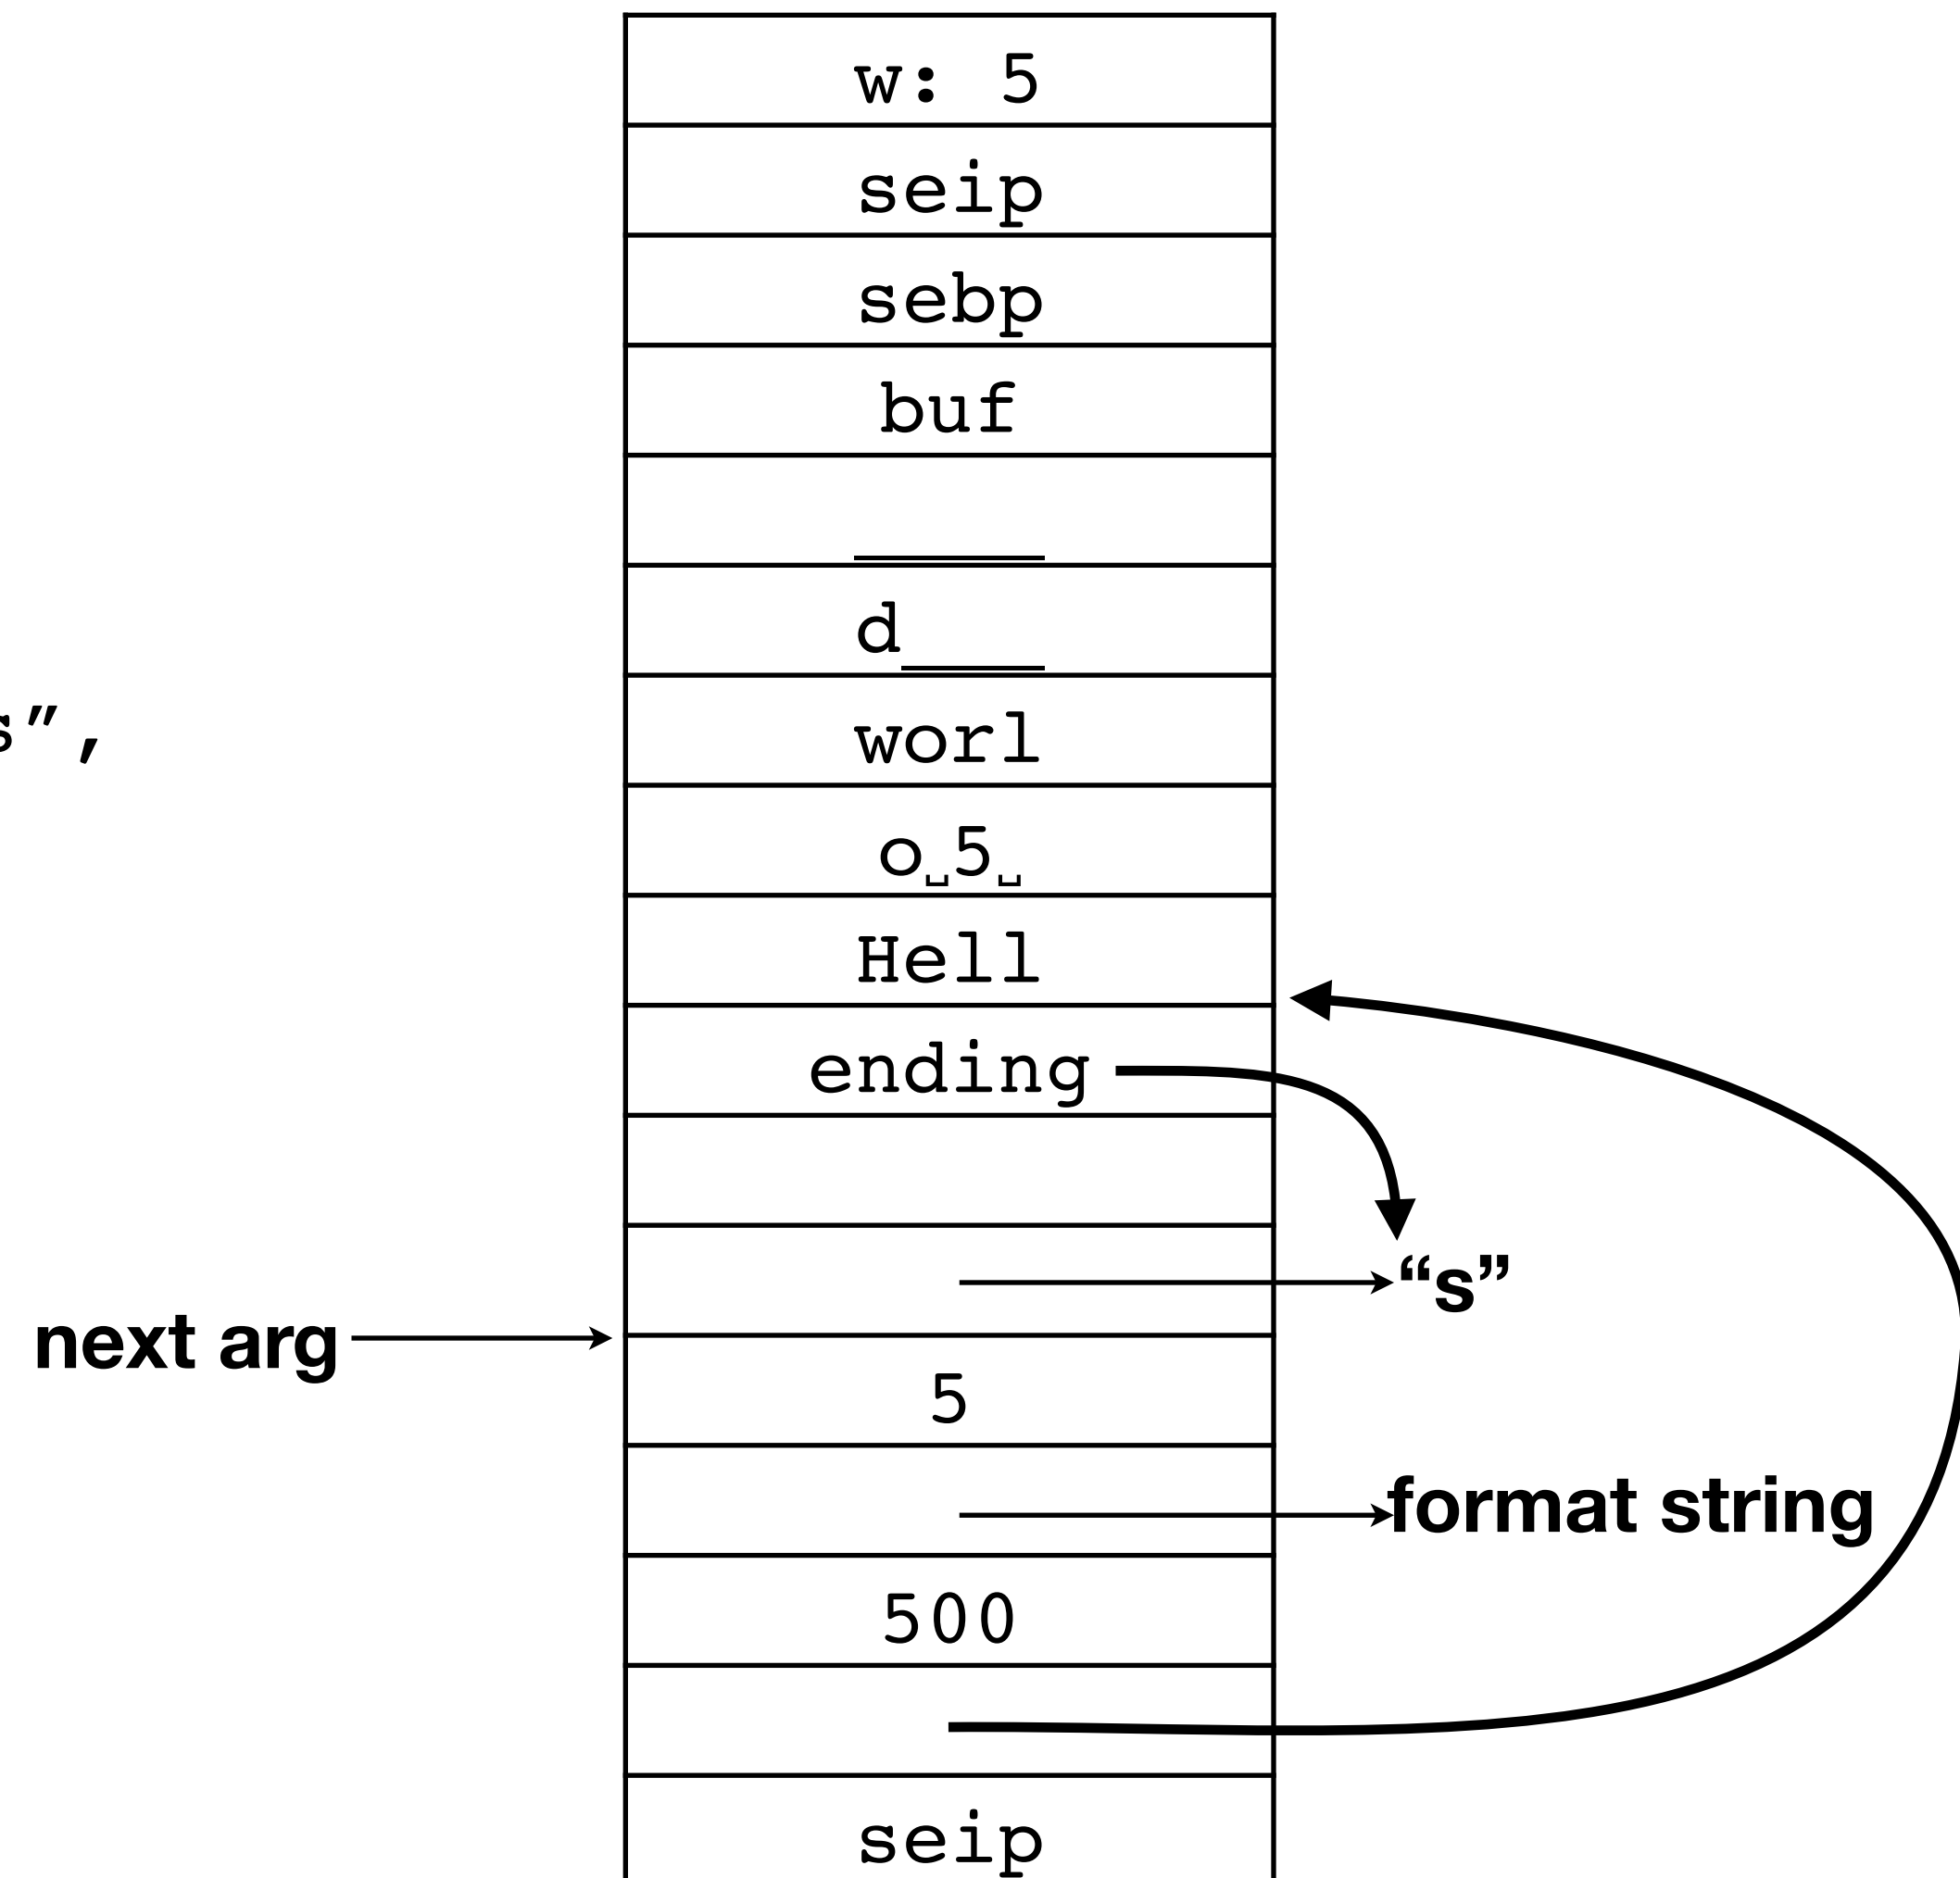 w: 5
seip
sebp
buf
____
d___
s”,
worl
o␣5␣
Hell
ending
“s”
next arg
5
format string
500
seip